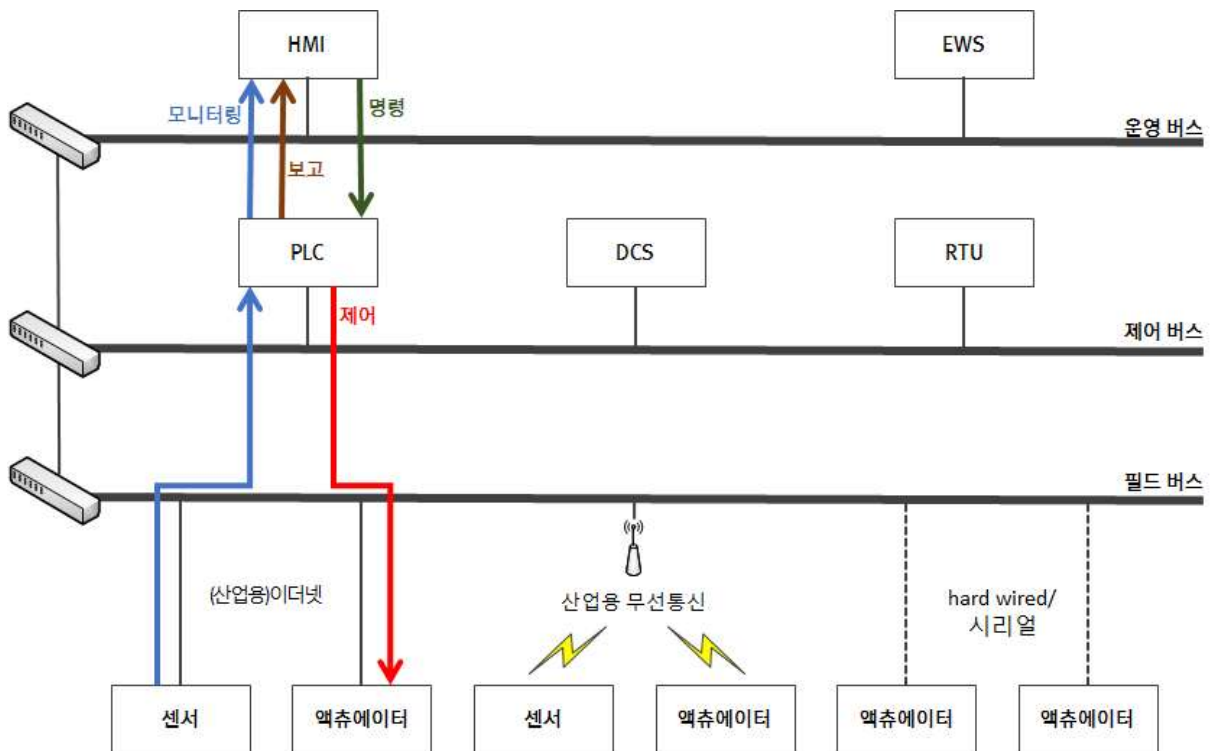 HMI
EWS
모니터링
명령
운영 버스
보고
PLC
DCS
RTU
제어
제어 버스
필드 버스
(산업용)이더넷
산업용 무선통신
hard wired/
시리얼
센서
액츄에이터
센서
액츄에이터
액츄에이터
액츄에이터